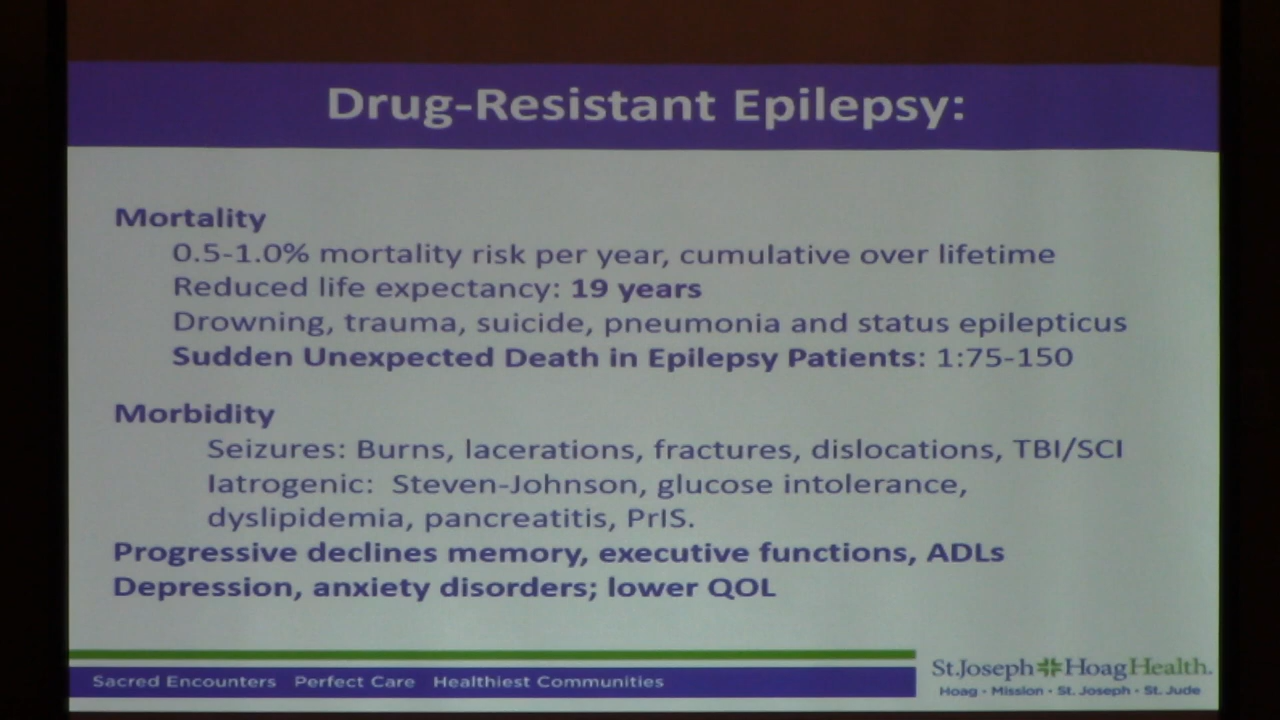 Drug-Resistant Epilepsy:
Mortality
0.5-1.0% mortality risk per year, cumulative over lifetime
Reduced life expectancy: 19 years
Drowning, trauma, suicide, pneumonia and status epilepticus
Sudden Unexpected Death in Epilepsy Patients: 1:75-150
Morbidity
Seizures: Burns, lacerations, fractures, dislocations, TBI/SCI
Iatrogenic: Steven-Johnson, glucose intolerance,
dyslipidemia, pancreatitis, PrIS.
Progressive declines memory, executive functions, ADLs
Depression, anxiety disorders; lower QOL
Sacred Encounters Perfect Care Healthiest Communities
St.Joseph HoagHealth.
Hoag • Mission • St. Joseph • St. Jude